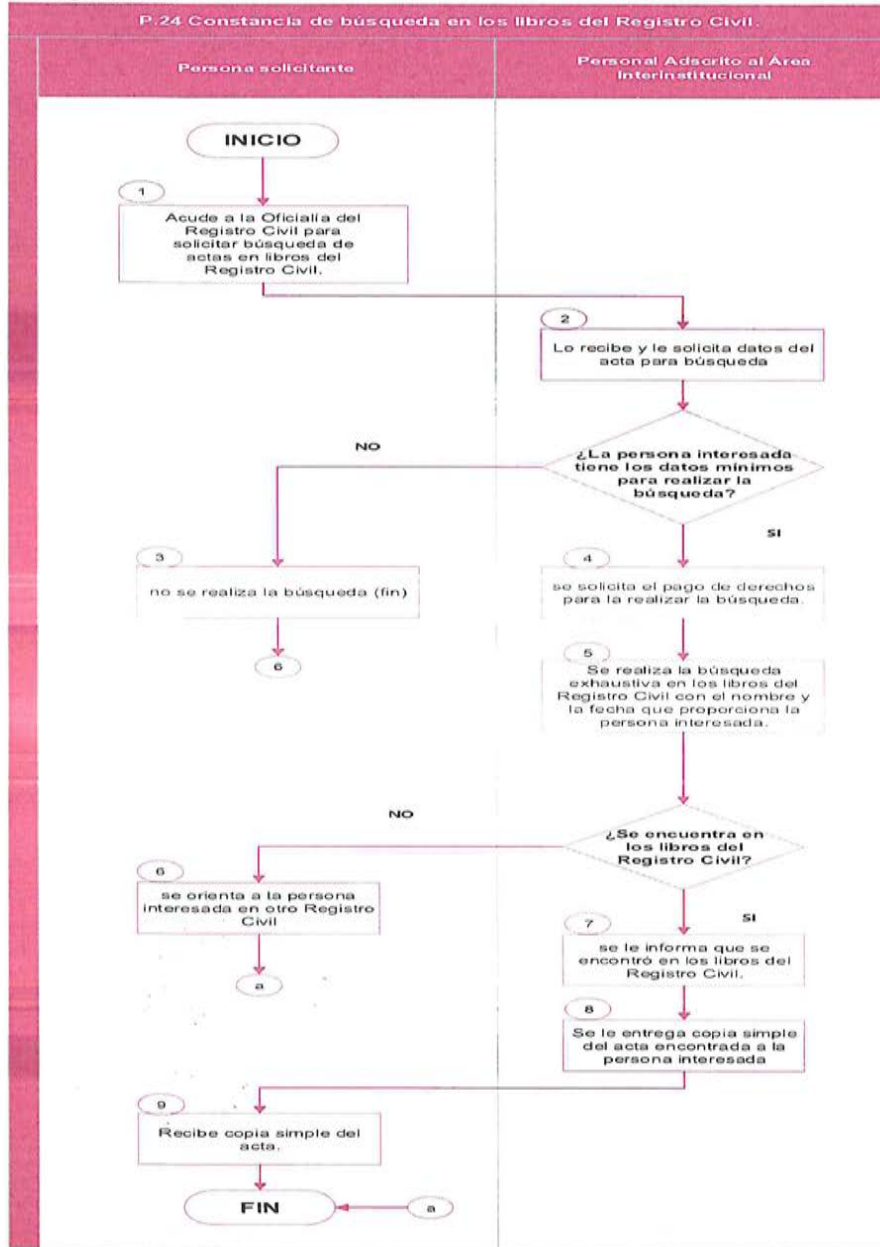 P.24 Constancia de búsqueda en los libros del Registro Civil.
Persona solicitante
Personal Adscrito al Área
Interinstitucional
INICIO
1
Acude a la Oficialía del
Registro Civil para
solicitar búsqueda de
actas en libros del
Registro Civil.
2
Lo recibe y le solicita datos del
acta para búsqueda
NO
¿La persona interesada
tiene los datos mínimos
para realizar la
búsqueda?
SI
3
no se realiza la búsqueda (fin)
6
4
se solicita el pago de derechos
para la realizar la búsqueda.
5
Se realiza la búsqueda
exhaustiva en los libros del
Registro Civil con el nombre y
la fecha que proporciona la
persona interesada.
NO
¿Se encuentra en
los libros del
Registro Civil?
SI
6
se orienta a la persona
interesada en otro Registro
Civil
a
7
se le informa que se
encontró en los libros del
Registro Civil.
8
Se le entrega copia simple
del acta encontrada a la
persona interesada
9
Recibe copia simple del
acta.
FIN
a